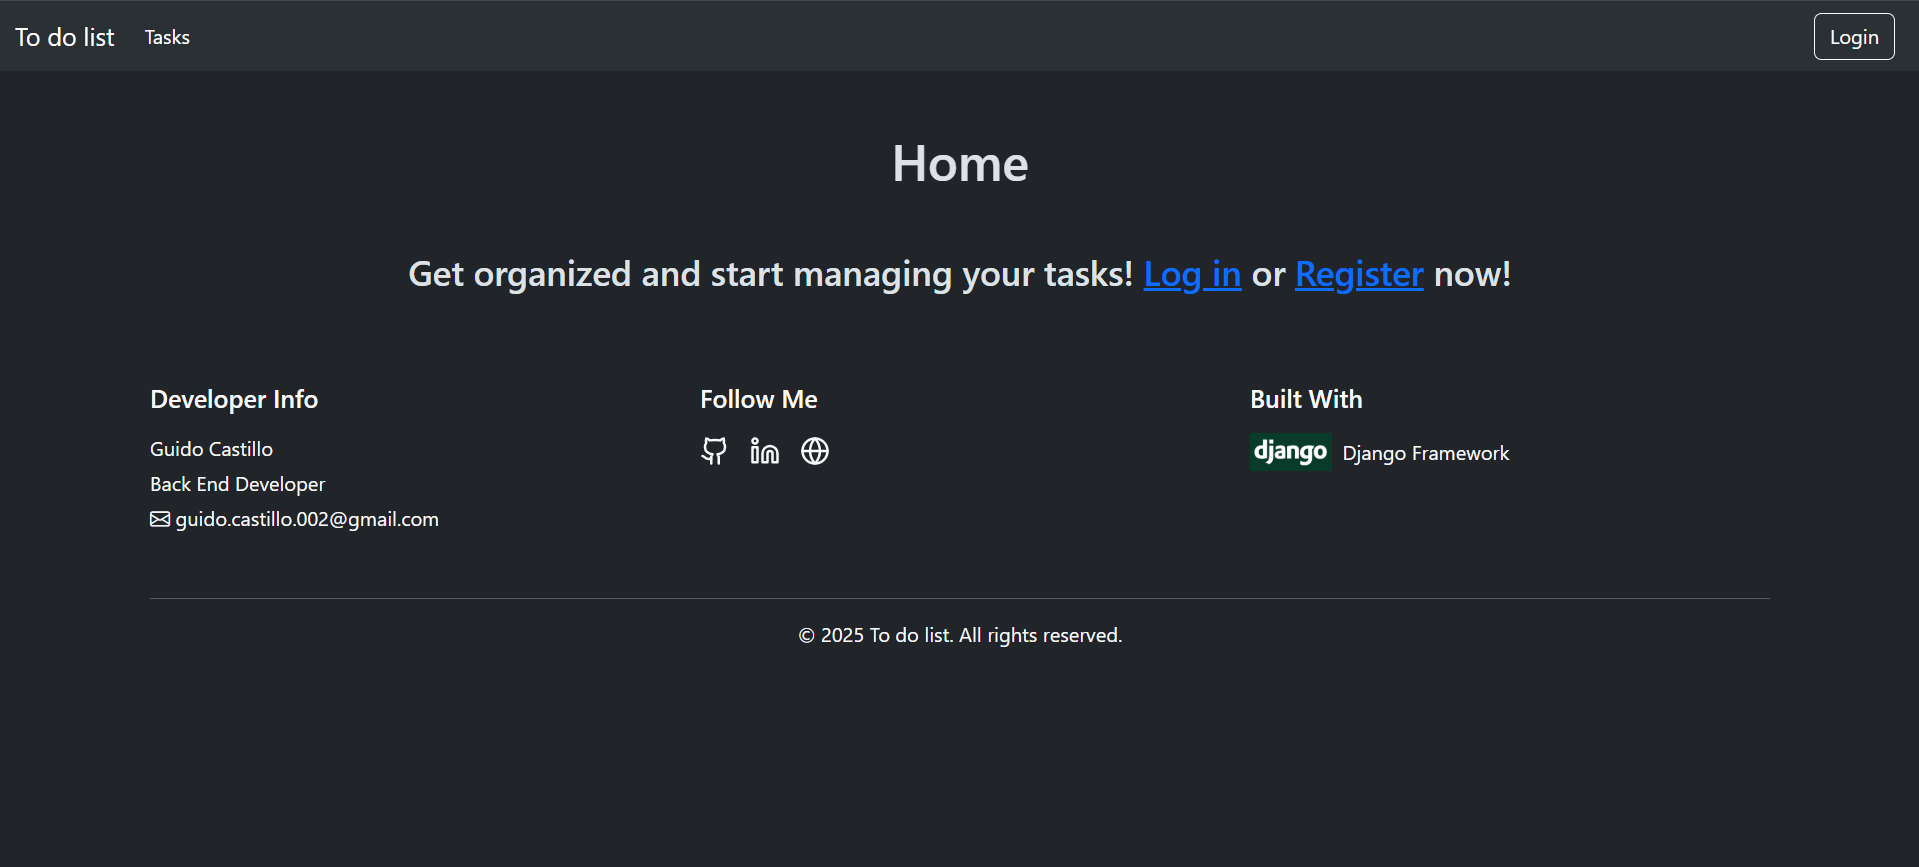 To do list Tasks Login
Home
Get organized and start managing your tasks! Log in or Register now!
Developer Info
Guido Castillo
Back End Developer
guido.castillo.002@gmail.com
Follow Me
in
Built With
django Django Framework
© 2025 To do list. All rights reserved.